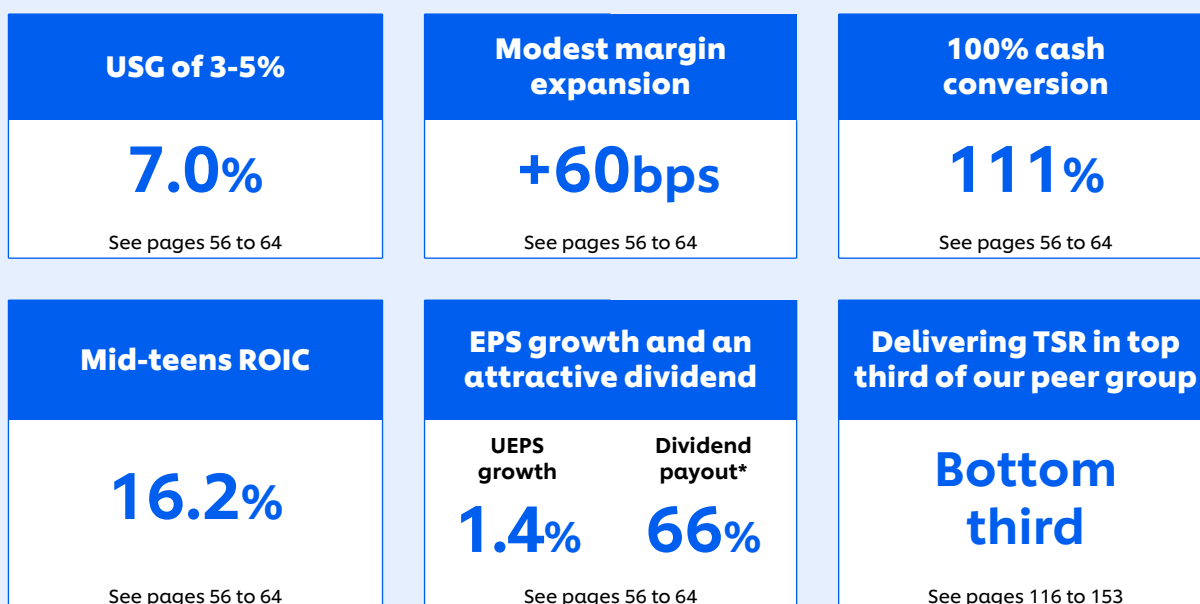 USG of 3-5%
7.0%
See pages 56 to 64
Modest margin
expansion
+60bps
See pages 56 to 64
100% cash
conversion
111%
See pages 56 to 64
Mid-teens ROIC
16.2%
See pages 56 to 64
EPS growth and an
attractive dividend
UEPS
growth
1.4%
Dividend
payout*
66%
See pages 56 to 64
Delivering TSR in top
third of our peer group
Bottom
third
See pages 116 to 153